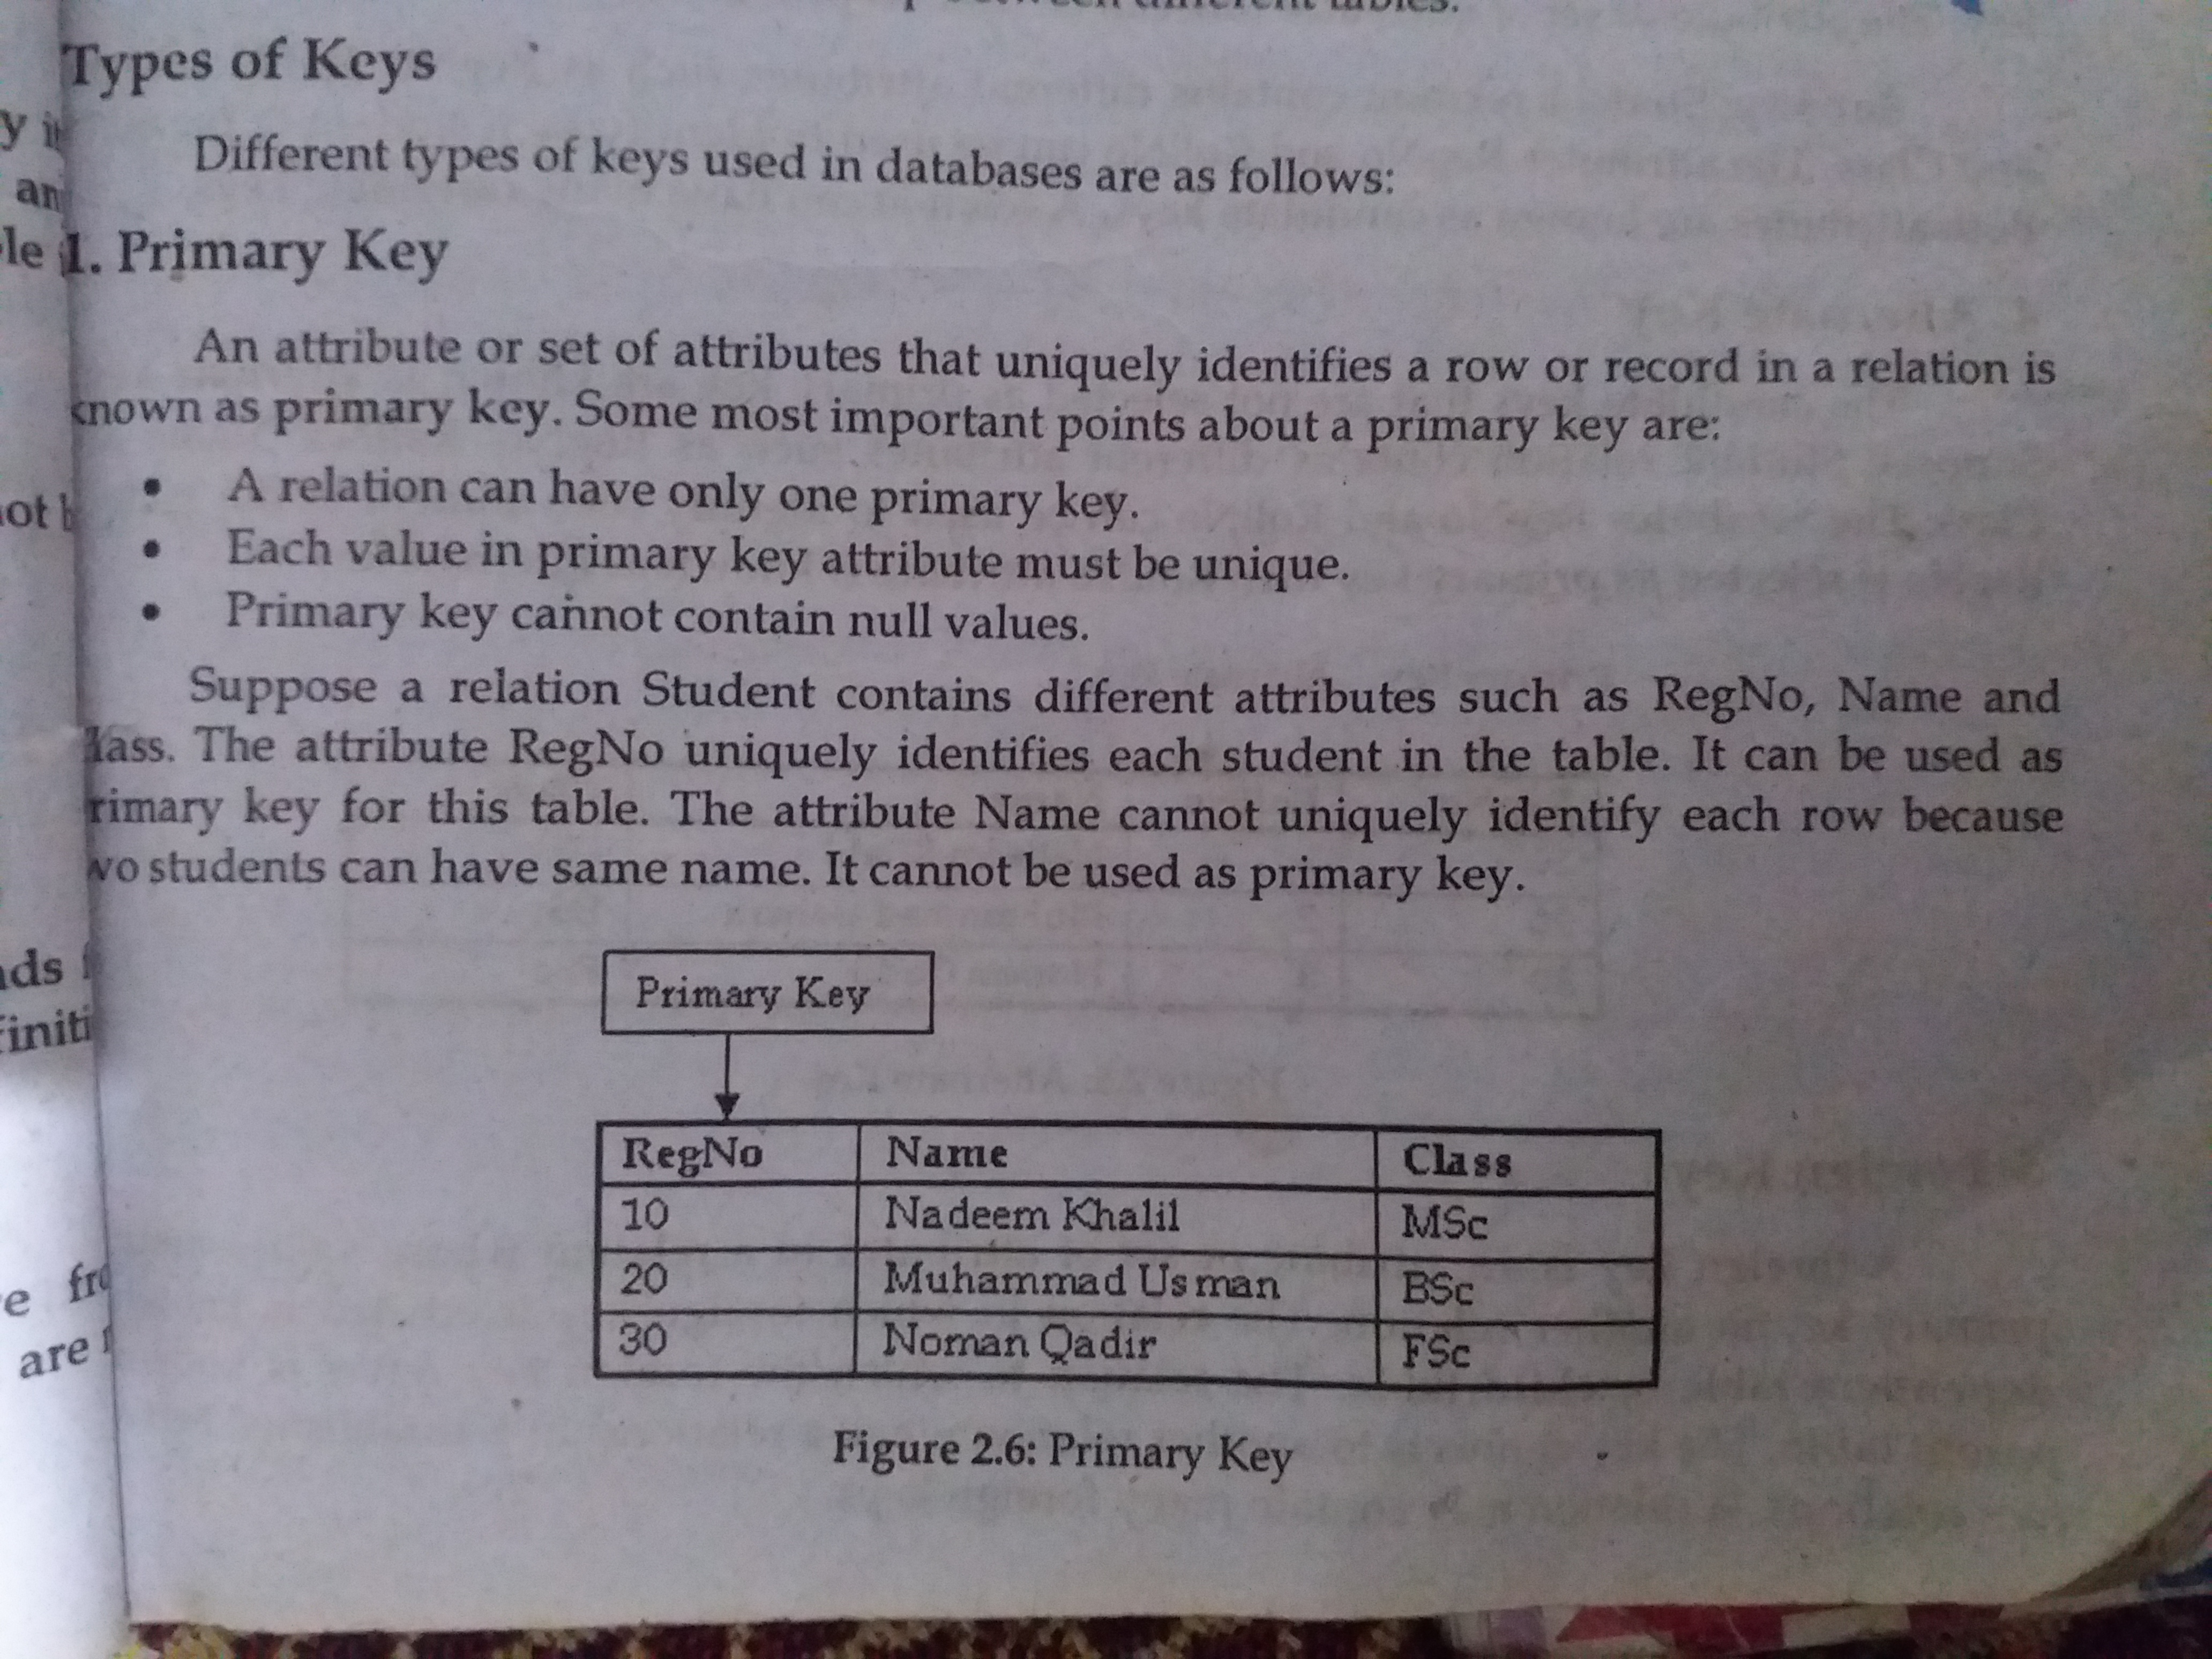 Types of Keys
Different types of keys used in databases are as follows:
1. Primary Key
An attribute or set of attributes that uniquely identifies a row or record in a relation is
known as primary key. Some most important points about a primary key are:
• A relation can have only one primary key.
• Each value in primary key attribute must be unique.
• Primary key cannot contain null values.
Suppose a relation Student contains different attributes such as RegNo, Name and
lass. The attribute RegNo uniquely identifies each student in the table. It can be used as
rimary key for this table. The attribute Name cannot uniquely identify each row because
wo students can have same name. It cannot be used as primary key.
Primary Key
RegNo Name Class
10 Nadeem Khalil MSc
20 Muhammad Usman BSc
30 Noman Qadir FSc
Figure 2.6: Primary Key